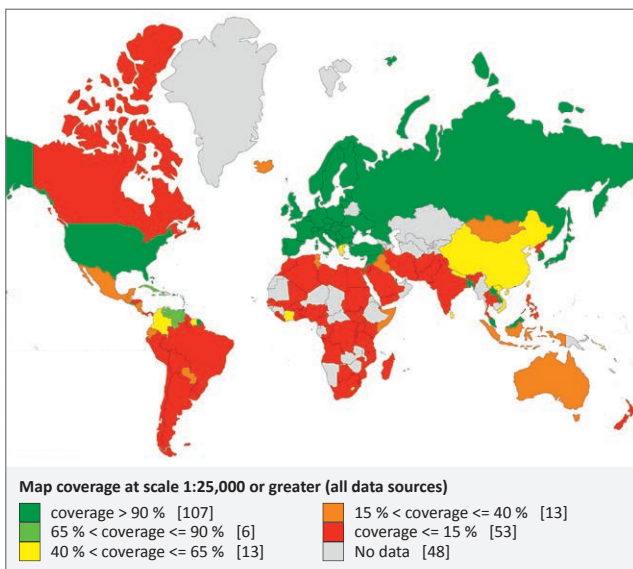 Map coverage at scale 1:25,000 or greater (all data sources)
coverage > 90 % [107]
65 % < coverage <= 90 % [6]
40 % < coverage <= 65 % [13]
15 % < coverage <= 40 % [13]
coverage <= 15 % [53]
No data [48]